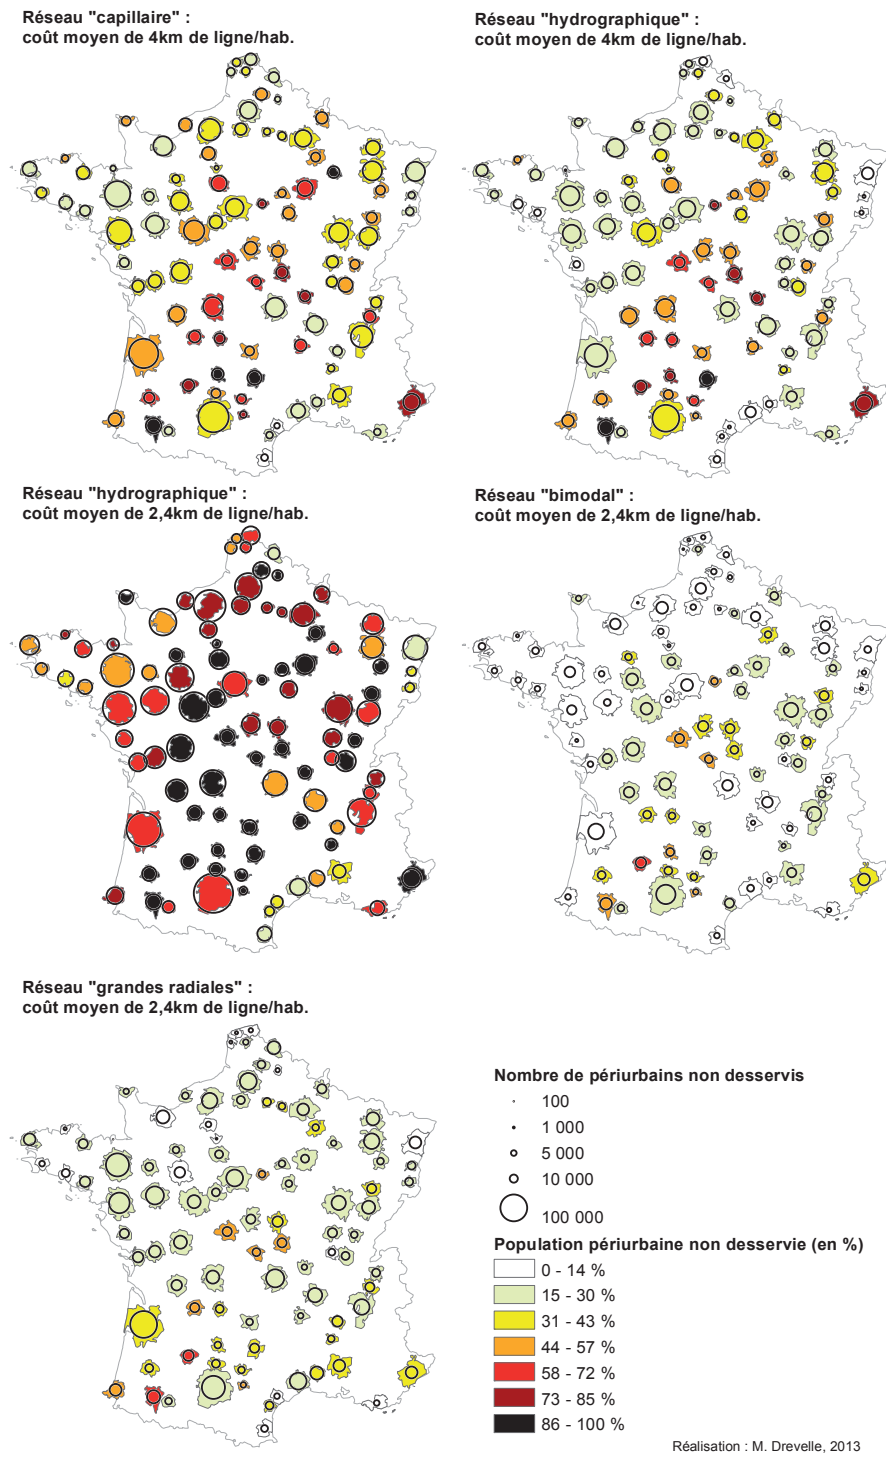 Réseau "capillaire" :
coût moyen de 4km de ligne/hab.
Réseau "hydrographique" :
coût moyen de 4km de ligne/hab.
Réseau "hydrographique" :
coût moyen de 2,4km de ligne/hab.
Réseau "bimodal" :
coût moyen de 2,4km de ligne/hab.
Réseau "grandes radiales" :
coût moyen de 2,4km de ligne/hab.
Nombre de périurbains non desservis
100
1 000
5 000
10 000
100 000
Population périurbaine non desservie (en %)
0 - 14 %
15 - 30 %
31 - 43 %
44 - 57 %
58 - 72 %
73 - 85 %
86 - 100 %
Réalisation : M. Drevelle, 2013